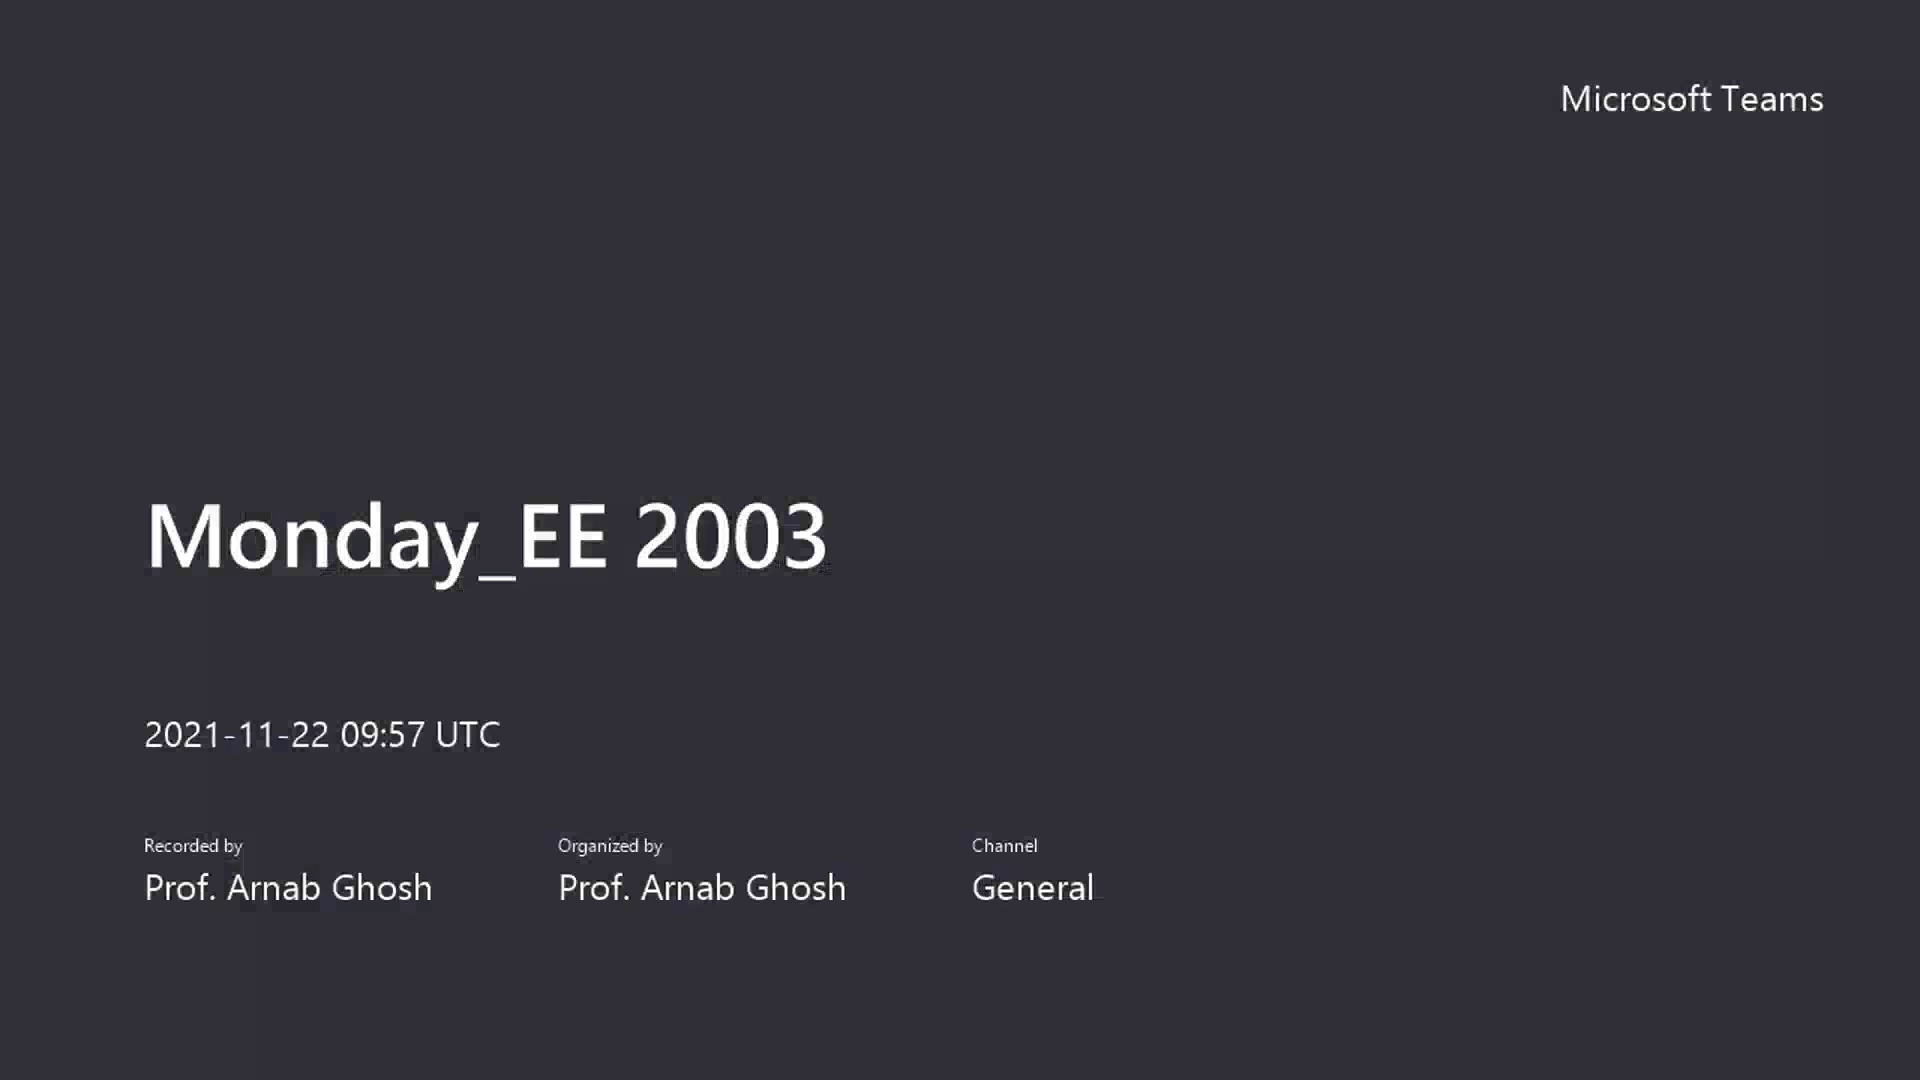 Microsoft Teams
Monday_EE 2003
2021-11-22 09:57 UTC
Recorded by
Prof. Arnab Ghosh
Organized by
Prof. Arnab Ghosh
Channel
General